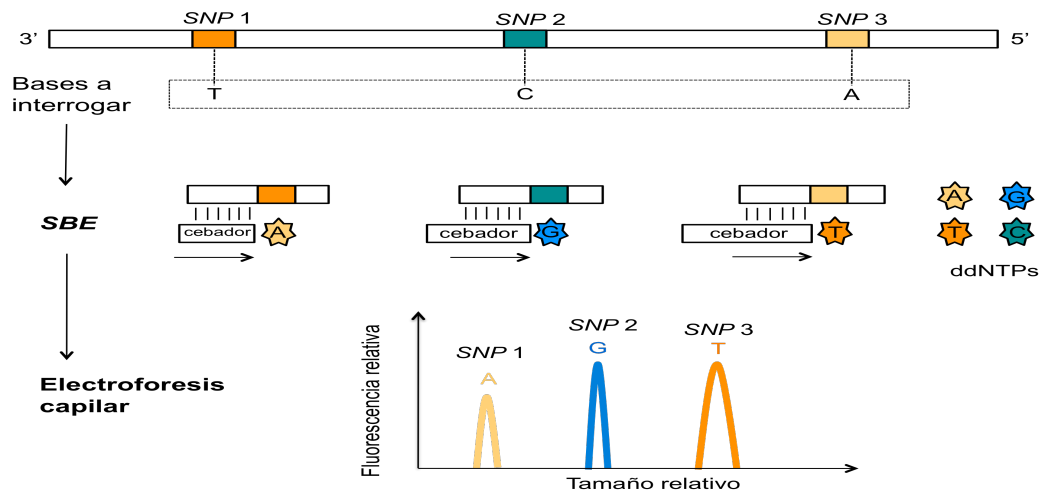 SNP 1
SNP 2
SNP 3
3’
5’
Bases a
interrogar
T
C
A
SBE
cebador
A
cebador
G
cebador
T
A
G
T
C
ddNTPs
Electroforesis
capilar
Fluorescencia relativa
SNP 1
A
SNP 2
G
SNP 3
T
Tamaño relativo